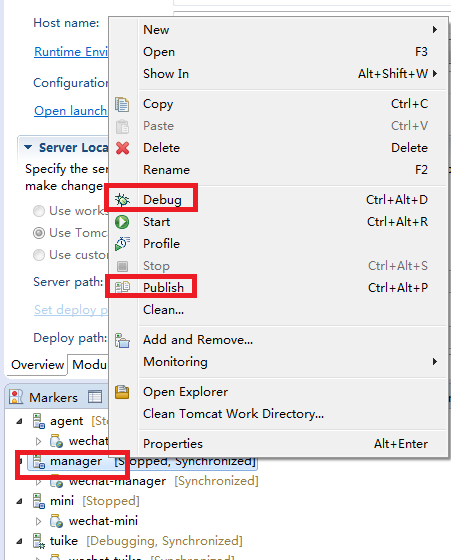 Host name:
Runtime Envi
Configuration
Open launch
Server Loca
Specify the ser
make change
Use works
Use Tomca
Use custo
Server path:
Set deploy p
Deploy path:
Overview Modu
New
Open F3
Show In Alt+Shift+W
Copy Ctrl+C
Paste Ctrl+V
Delete Delete
Rename F2
Debug Ctrl+Alt+D
Start Ctrl+Alt+R
Profile
Stop Ctrl+Alt+S
Publish Ctrl+Alt+P
Clean...
Add and Remove...
Monitoring
Open Explorer
Clean Tomcat Work Directory...
Properties Alt+Enter
Markers
agent [Sto
wechat
manager [Stopped, Synchronized]
wechat-manager [Synchronized]
mini [Stopped]
wechat-mini
tuike [Debugging, Synchronized]
wechat-tuike [Synchronized]